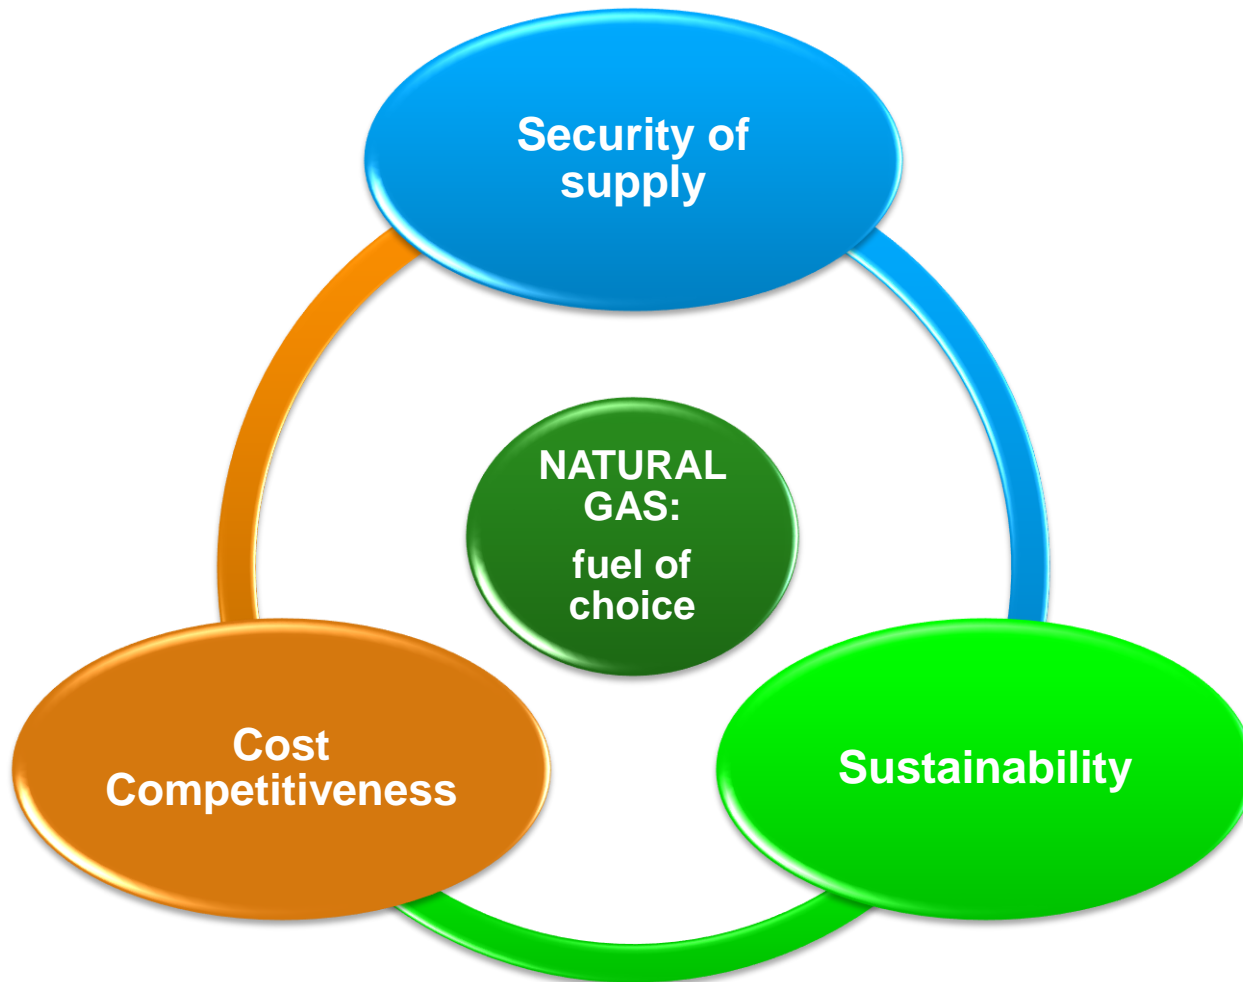 Security of
supply
NATURAL
GAS:
fuel of
choice
Cost
Competitiveness
Sustainability